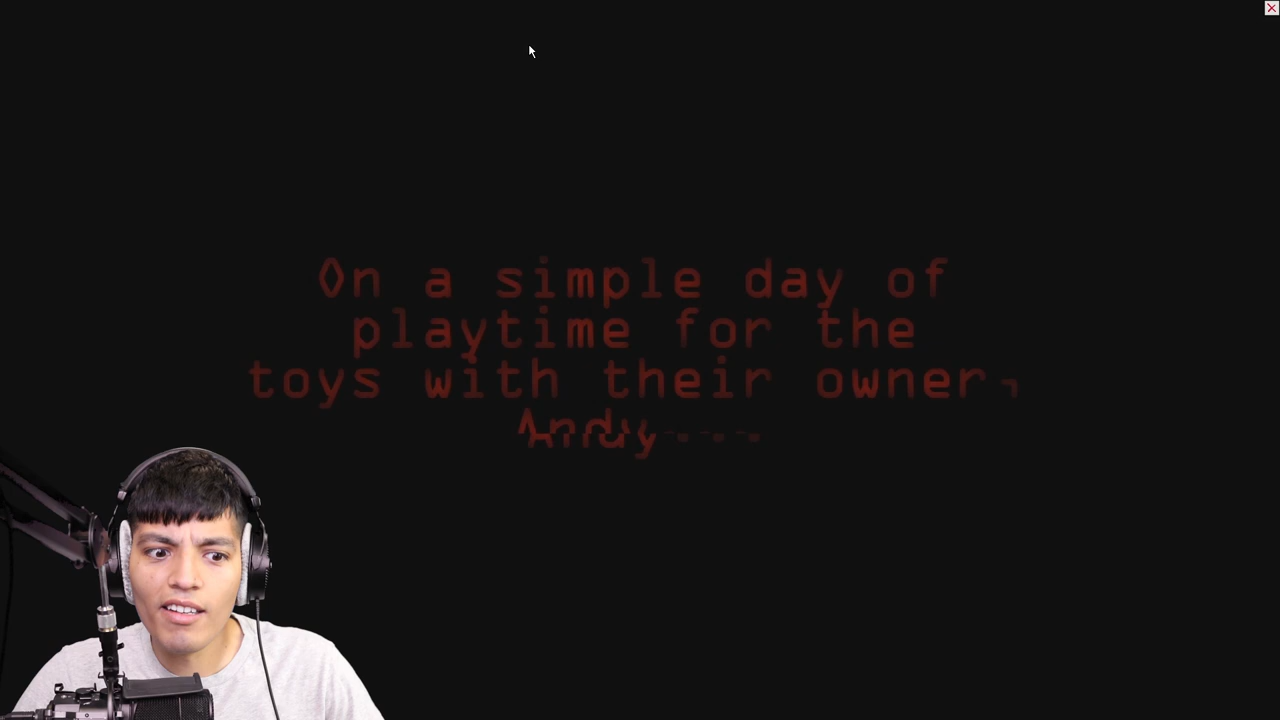 On a simple day of
playtime for the
toys with their owner,
Andy....